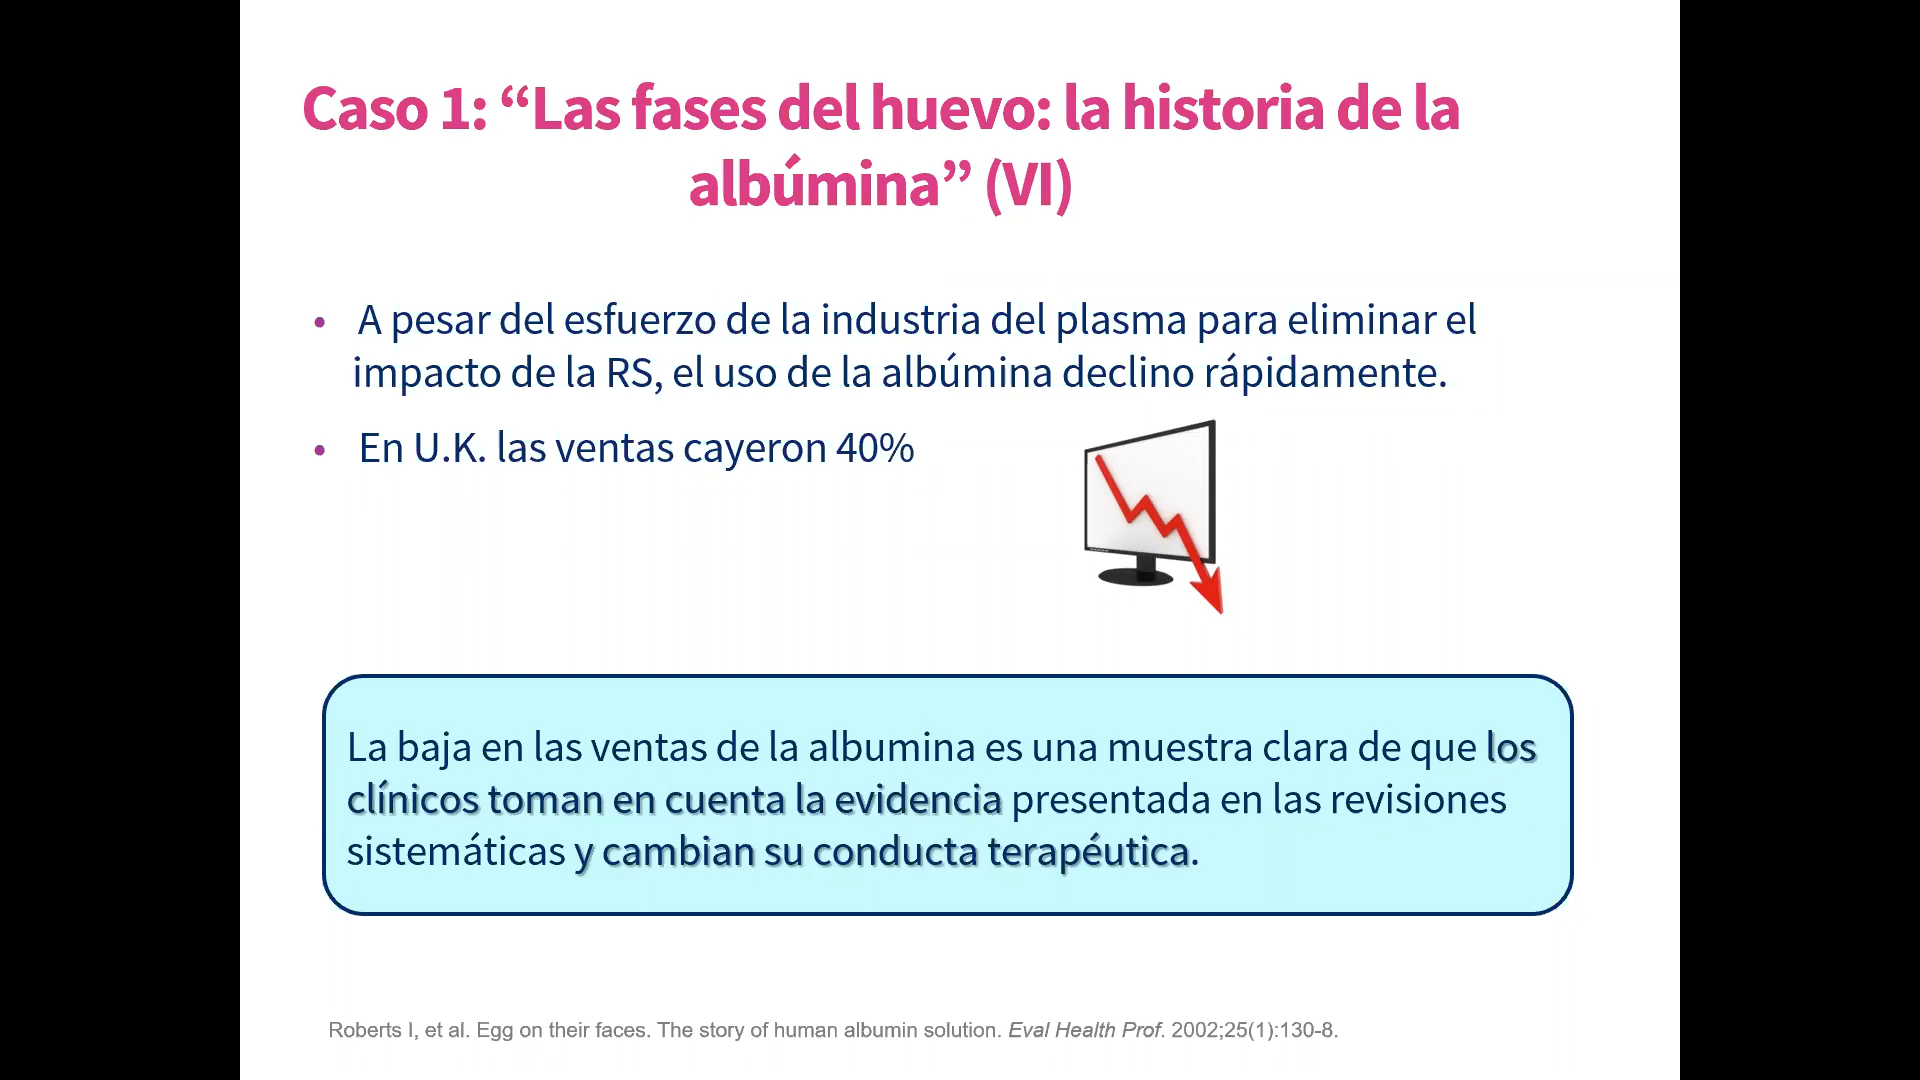 Caso 1: “Las fases del huevo: la historia de la
albúmina” (VI)
• A pesar del esfuerzo de la industria del plasma para eliminar el
impacto de la RS, el uso de la albúmina declino rápidamente.
• En U.K. las ventas cayeron 40%
La baja en las ventas de la albumina es una muestra clara de que los
clínicos toman en cuenta la evidencia presentada en las revisiones
sistemáticas y cambian su conducta terapéutica.
Roberts I, et al. Egg on their faces. The story of human albumin solution. Eval Health Prof. 2002;25(1):130-8.